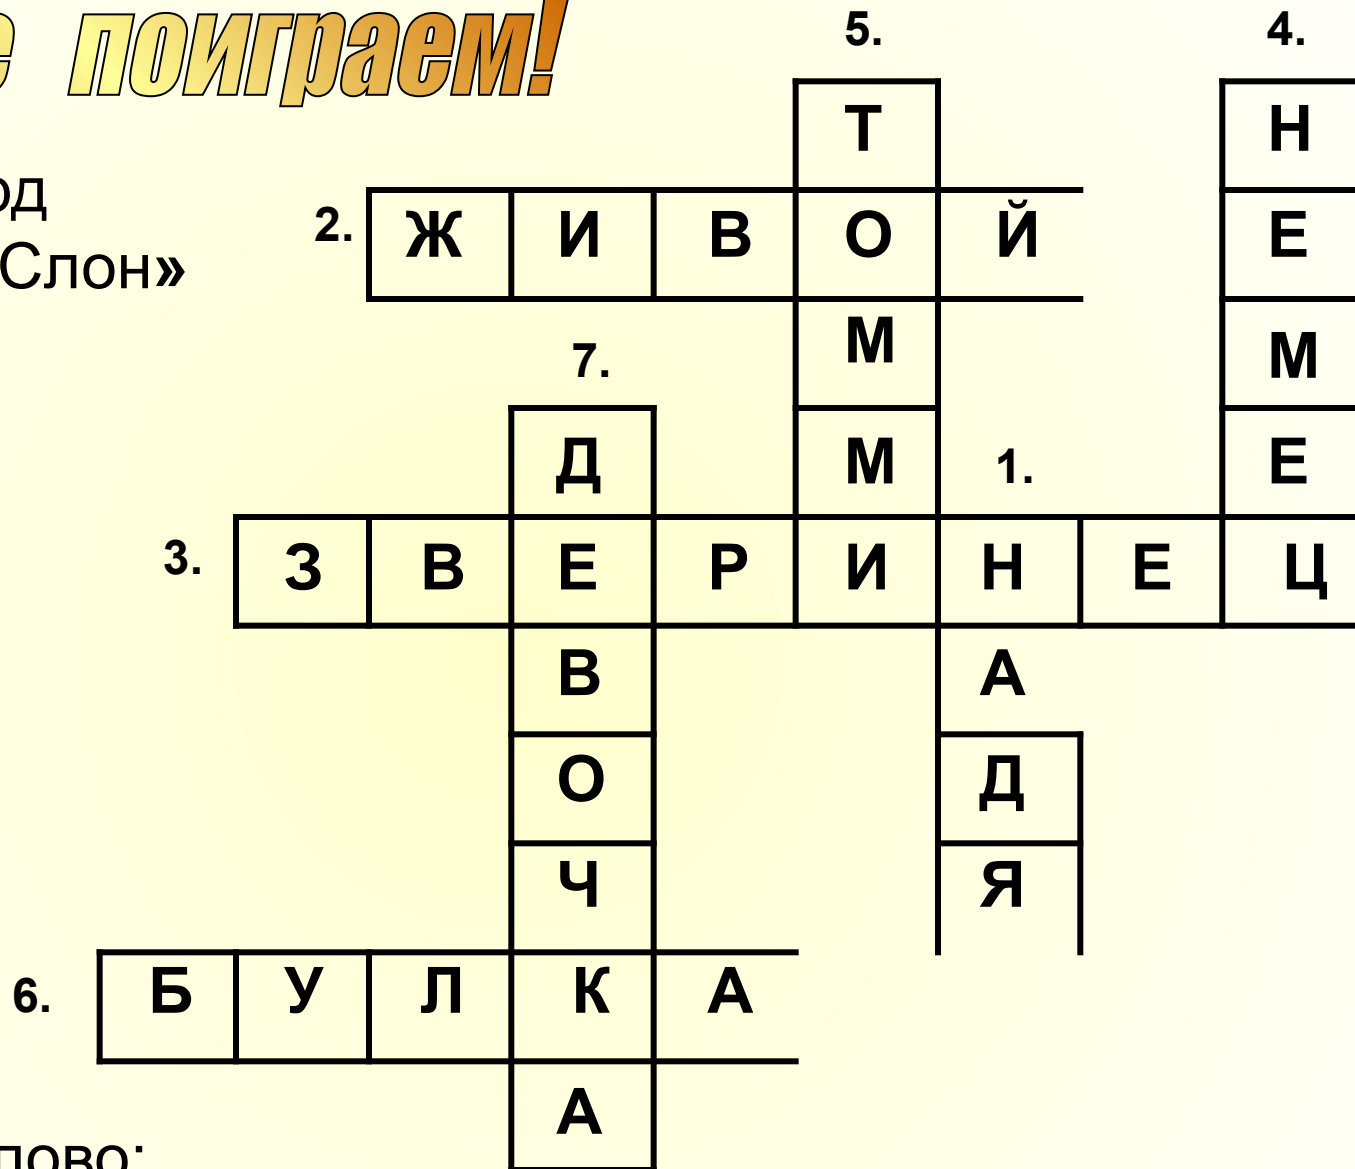 поиграем!
5. 4.
Т Н
Слон»
2. Ж И В О Й Е
М М
7.
Д М 1. Е
3. З В Е Р И Н Е Ц
В А
О Д
Ч Я
6. Б У Л К А
А